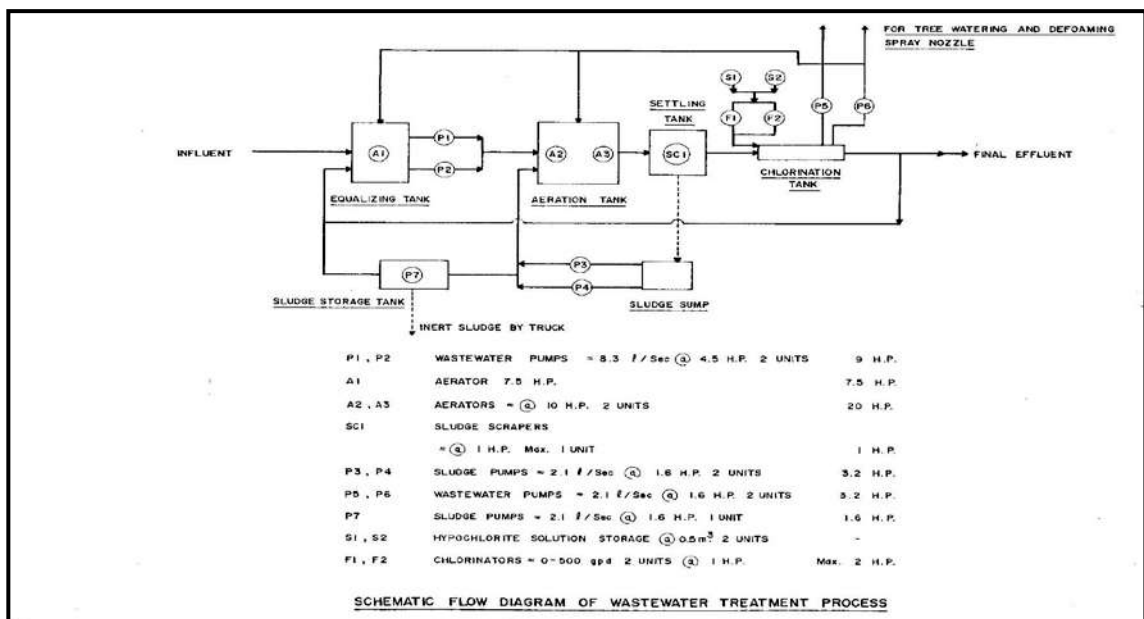 FOR TREE WATERING AND DEFOAMING
SPRAY NOZZLE
S1 S2
SETTLING
TANK
F1 F2 P5 P6
INFLUENT A1 P1 P2 A2 A3 SC1 FINAL EFFLUENT
CHLORINATION
TANK
EQUALIZING TANK AERATION TANK
P7 P3 P4
SLUDGE STORAGE TANK SLUDGE SUMP
INERT SLUDGE BY TRUCK
P1, P2 WASTEWATER PUMPS = 8.3 l/Sec @ 4.5 H.P. 2 UNITS 9 H.P.
A1 AERATOR 7.5 H.P. 7.5 H.P.
A2, A3 AERATORS = @ 10 H.P. 2 UNITS 20 H.P.
SC1 SLUDGE SCRAPERS
= @ 1 H.P. Max. 1 UNIT 1 H.P.
P3, P4 SLUDGE PUMPS = 2.1 l/Sec @ 1.6 H.P. 2 UNITS 3.2 H.P.
P5, P6 WASTEWATER PUMPS = 2.1 l/Sec @ 1.6 H.P. 2 UNITS 3.2 H.P.
P7 SLUDGE PUMPS = 2.1 l/Sec @ 1.6 H.P. 1 UNIT 1.6 H.P.
S1, S2 HYPOCHLORITE SOLUTION STORAGE @ 0.5m³. 2 UNITS -
F1, F2 CHLORINATORS = 0-500 gpd 2 UNITS @ 1 H.P. Max. 2 H.P.
SCHEMATIC FLOW DIAGRAM OF WASTEWATER TREATMENT PROCESS